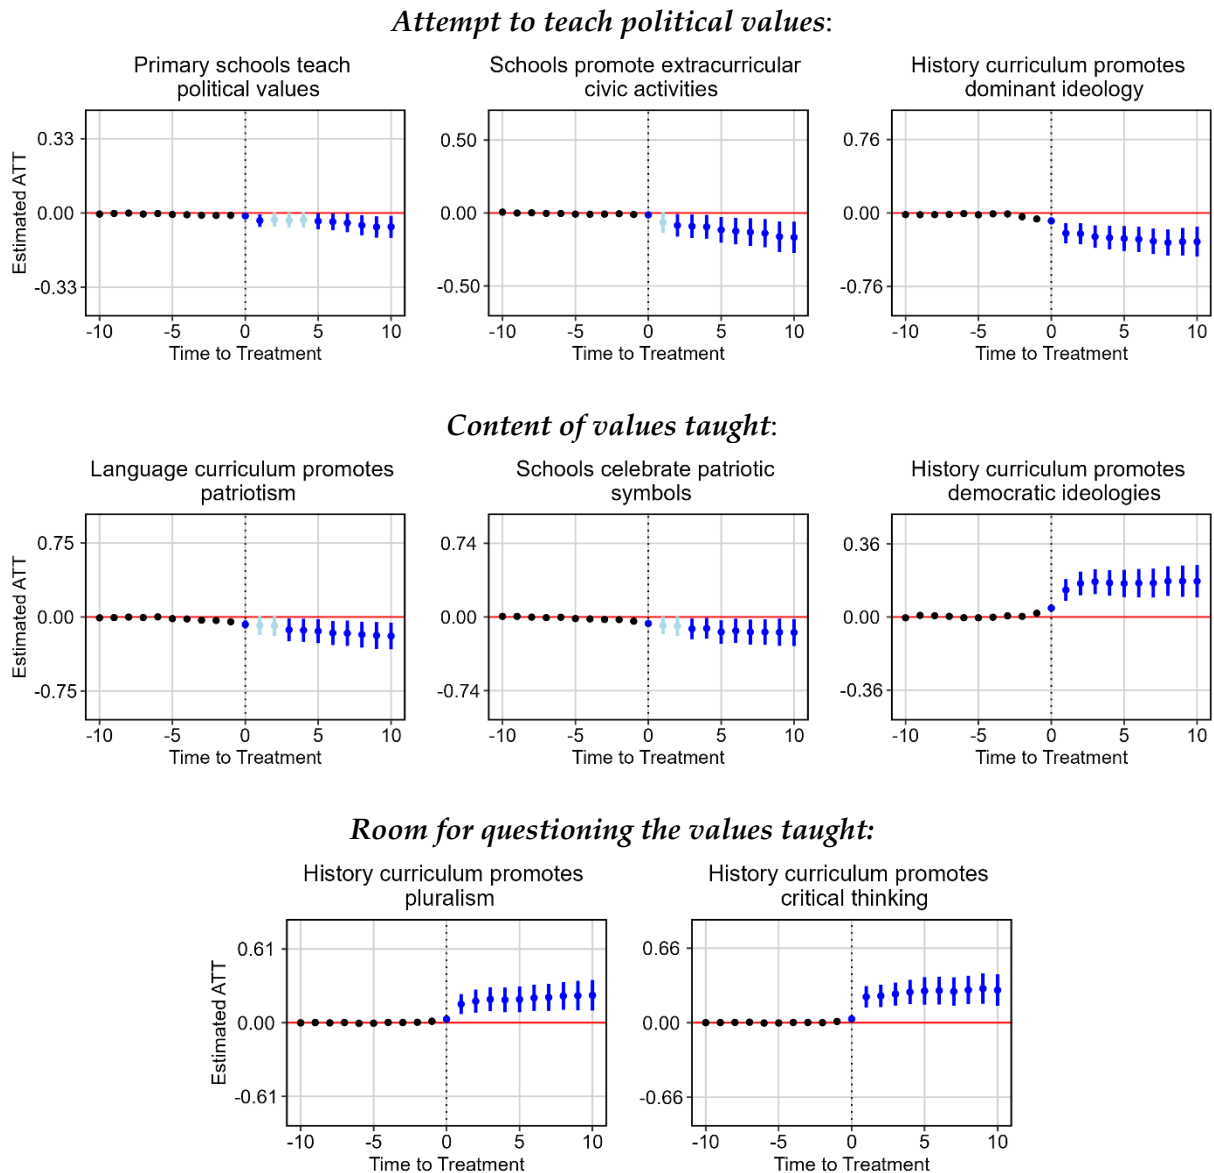 Attempt to teach political values:
Primary schools teach
political values
Schools promote extracurricular
civic activities
History curriculum promotes
dominant ideology
Estimated ATT
0.33
0.00
-0.33
-10
-5
0
5
10
Time to Treatment
0.50
0.00
-0.50
-10
-5
0
5
10
Time to Treatment
0.76
0.00
-0.76
-10
-5
0
5
10
Time to Treatment
Content of values taught:
Language curriculum promotes
patriotism
Schools celebrate patriotic
symbols
History curriculum promotes
democratic ideologies
Estimated ATT
0.75
0.00
-0.75
-10
-5
0
5
10
Time to Treatment
0.74
0.00
-0.74
-10
-5
0
5
10
Time to Treatment
0.36
0.00
-0.36
-10
-5
0
5
10
Time to Treatment
Room for questioning the values taught:
History curriculum promotes
pluralism
History curriculum promotes
critical thinking
Estimated ATT
0.61
0.00
-0.61
-10
-5
0
5
10
Time to Treatment
0.66
0.00
-0.66
-10
-5
0
5
10
Time to Treatment